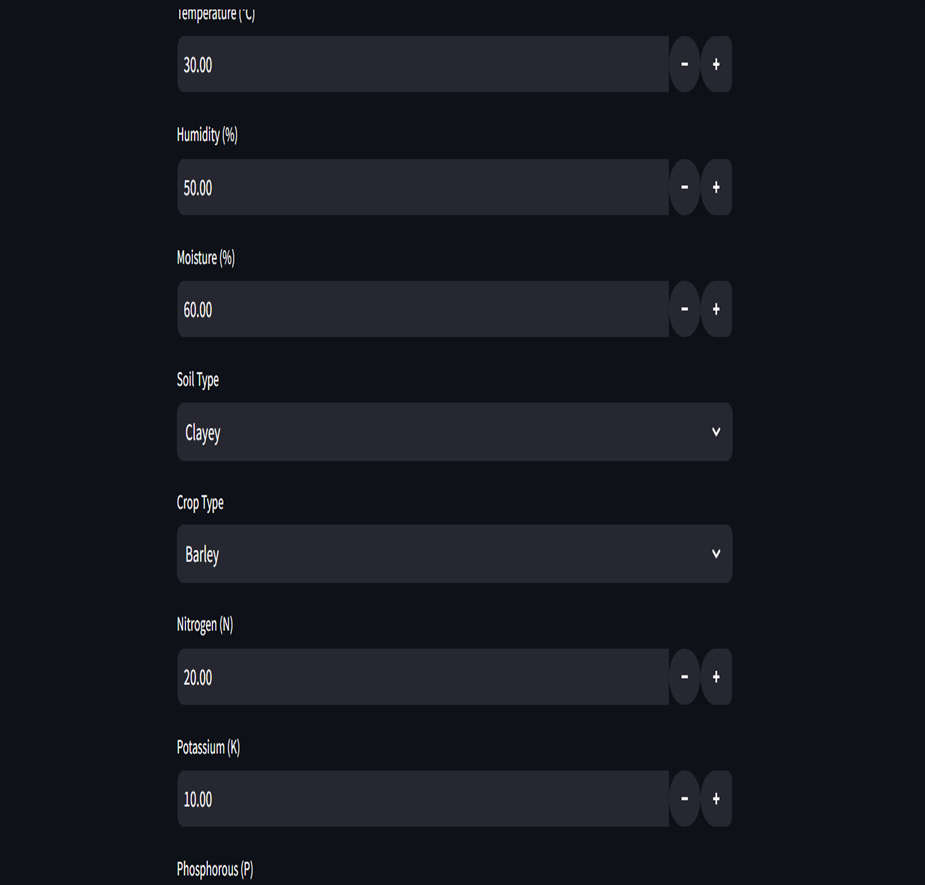 Temperature (°C)
30.00
Humidity (%)
50.00
Moisture (%)
60.00
Soil Type
Clayey
Crop Type
Barley
Nitrogen (N)
20.00
Potassium (K)
10.00
Phosphorous (P)